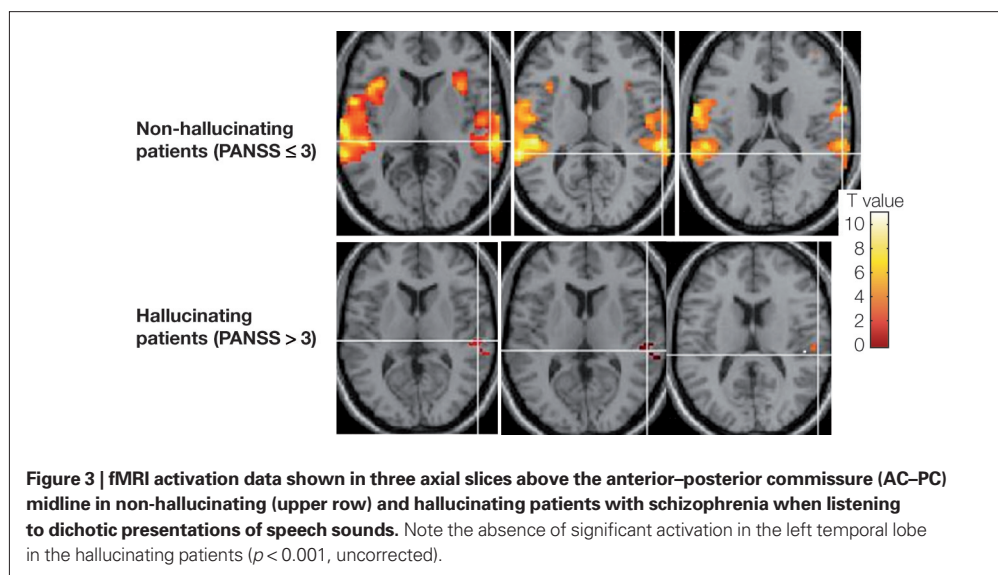 Non-hallucinating
patients (PANSS ≤ 3)
T value
10
8
6
4
2
0
Hallucinating
patients (PANSS > 3)
Figure 3 | fMRI activation data shown in three axial slices above the anterior–posterior commissure (AC–PC)
midline in non-hallucinating (upper row) and hallucinating patients with schizophrenia when listening
to dichotic presentations of speech sounds. Note the absence of significant activation in the left temporal lobe
in the hallucinating patients (p < 0.001, uncorrected).